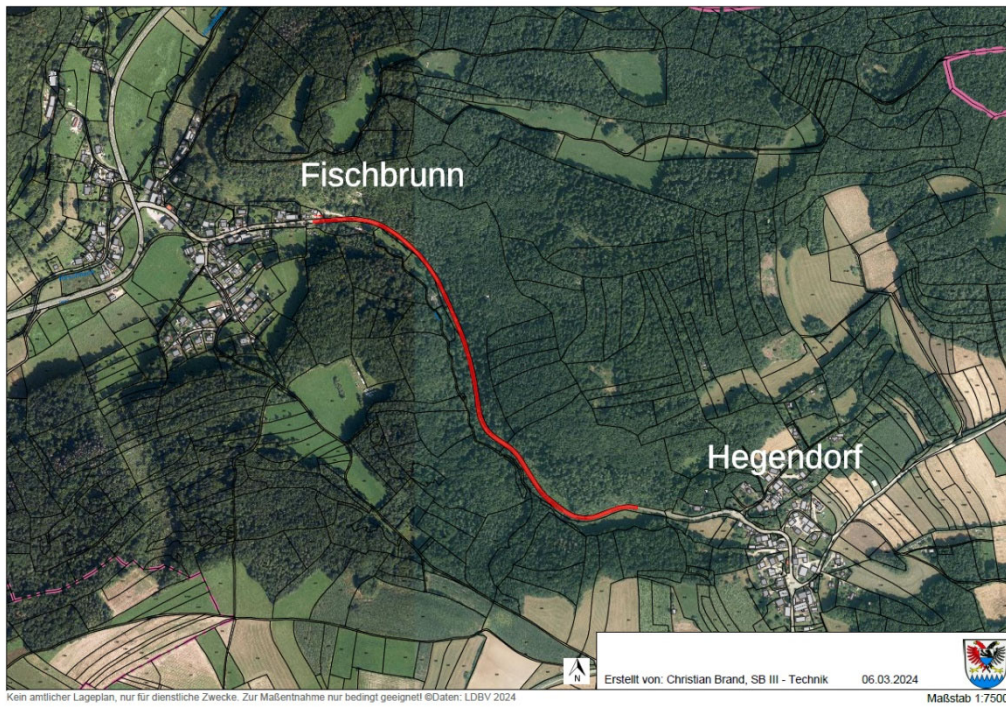 Fischbrunn
Hegendorf
N
Erstellt von: Christian Brand, SB III - Technik 06.03.2024
Kein amtlicher Lageplan, nur für dienstliche Zwecke. Zur Maßentnahme nur bedingt geeignet! ©Daten: LDBV 2024
Maßstab 1:7500